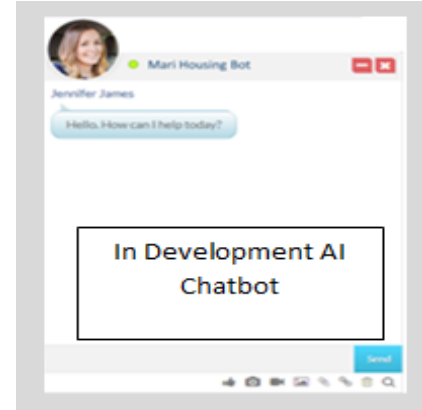 Mari Housing Bot
Jennifer James
Hello. How can I help today?
In Development AI
Chatbot
Send